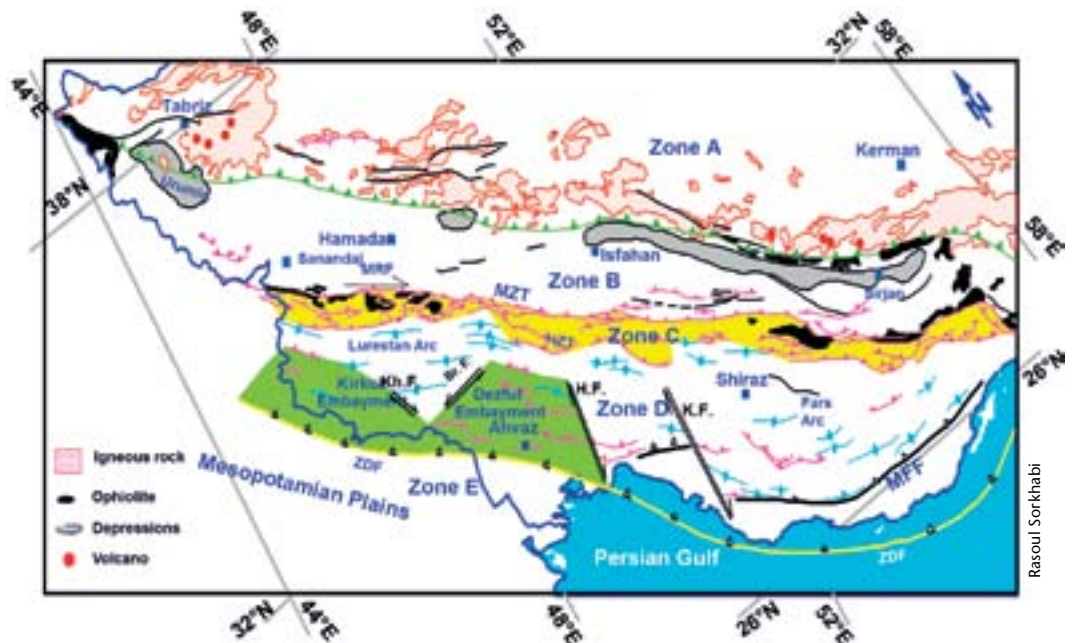 48°E
52°E
32°N
58°E
44°E
Tabriz
Zone A
Kerman
38°N
Hamadan
Sanandaj
MRF
Isfahan
Zone B
MZT
Sirjan
58°E
Zone C
Lurestan Arc
Kh.F.
Kirkuk
Embayment
Dezful
Embayment
Ahvaz
H.F.
Zone D
Shiraz
K.F.
Fars
Arc
26°N
MFF
ZDF
Zone E
Mesopotamian Plains
Persian Gulf
ZDF
Igneous rock
Ophiolite
Depressions
Volcano
32°N
44°E
48°E
26°N
52°E
Rasoul Sorkhabi